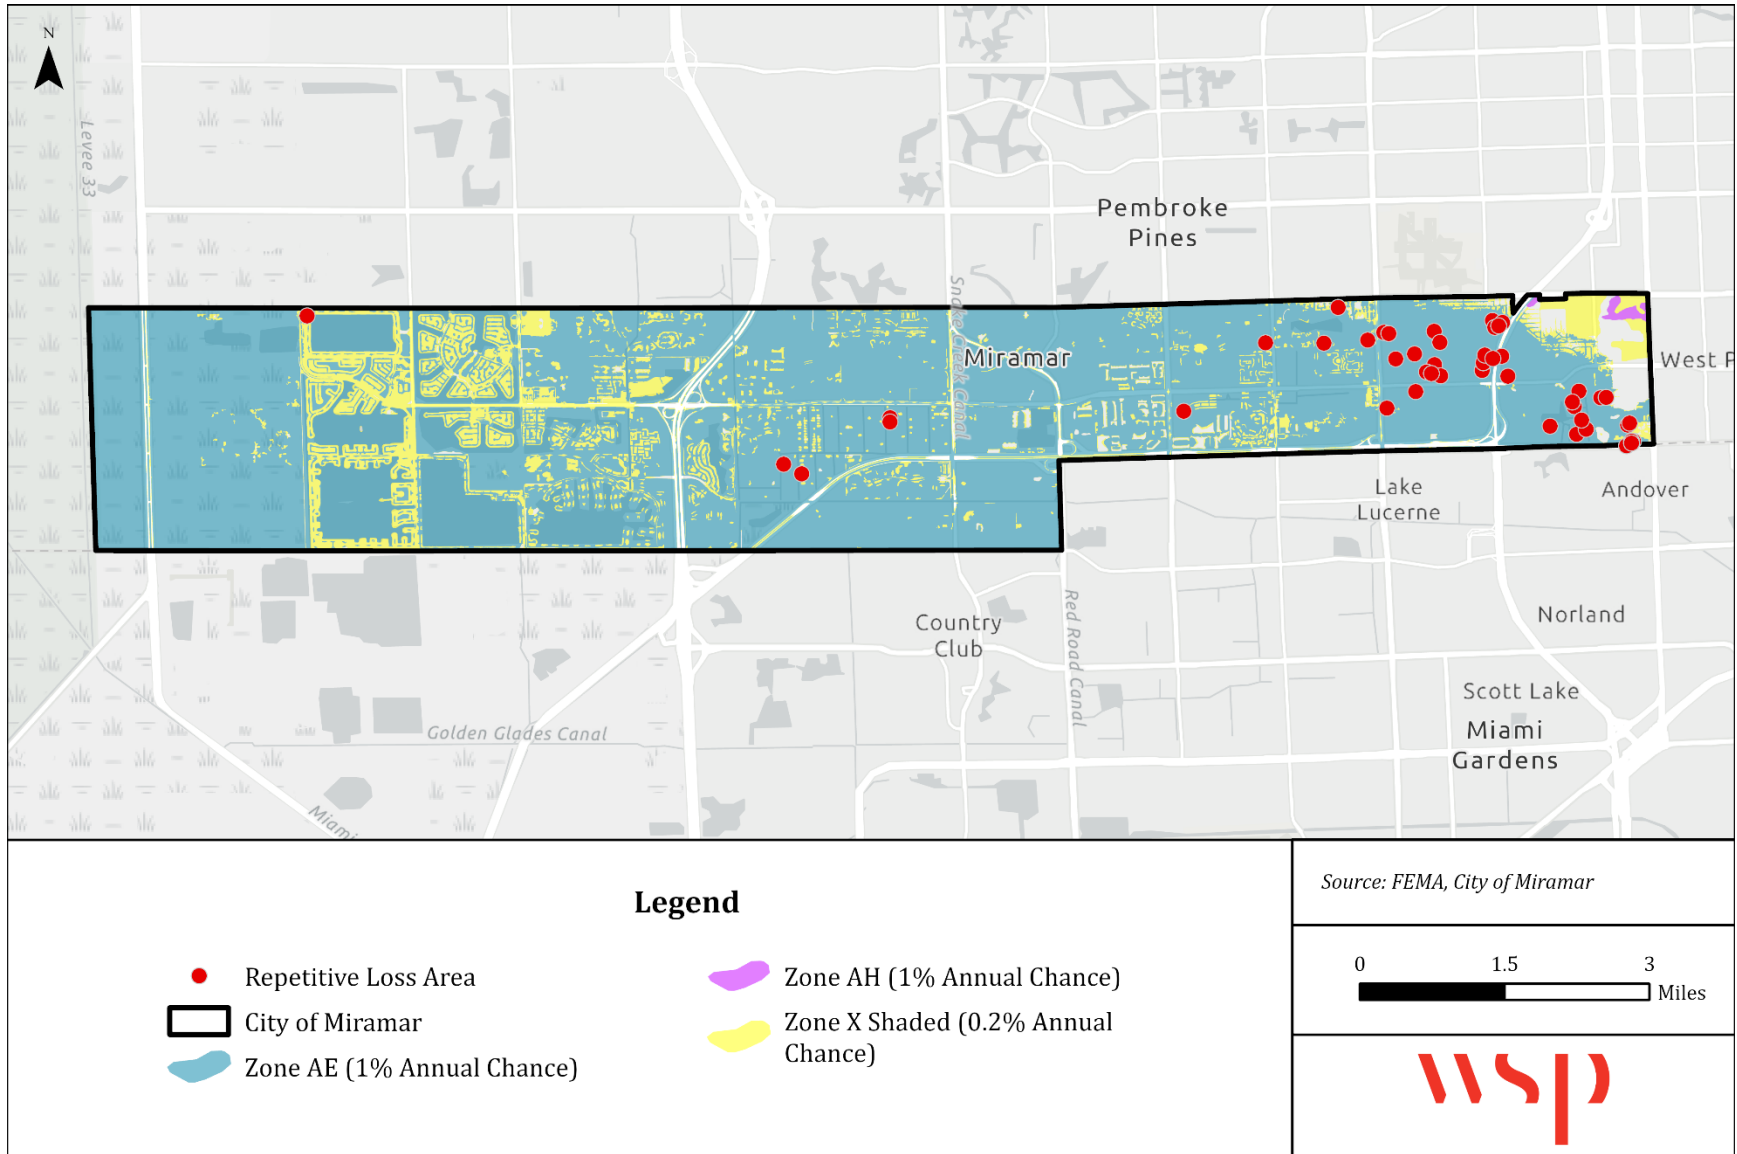 N
Levee 33
Pembroke
Pines
Snake Creek Canal
Miramar
West P
Lake
Lucerne
Andover
Country
Club
Red Road Canal
Norland
Scott Lake
Miami
Gardens
Golden Glades Canal
Miami
Legend
Repetitive Loss Area
City of Miramar
Zone AE (1% Annual Chance)
Zone AH (1% Annual Chance)
Zone X Shaded (0.2% Annual
Chance)
Source: FEMA, City of Miramar
0 1.5 3
Miles
wsp